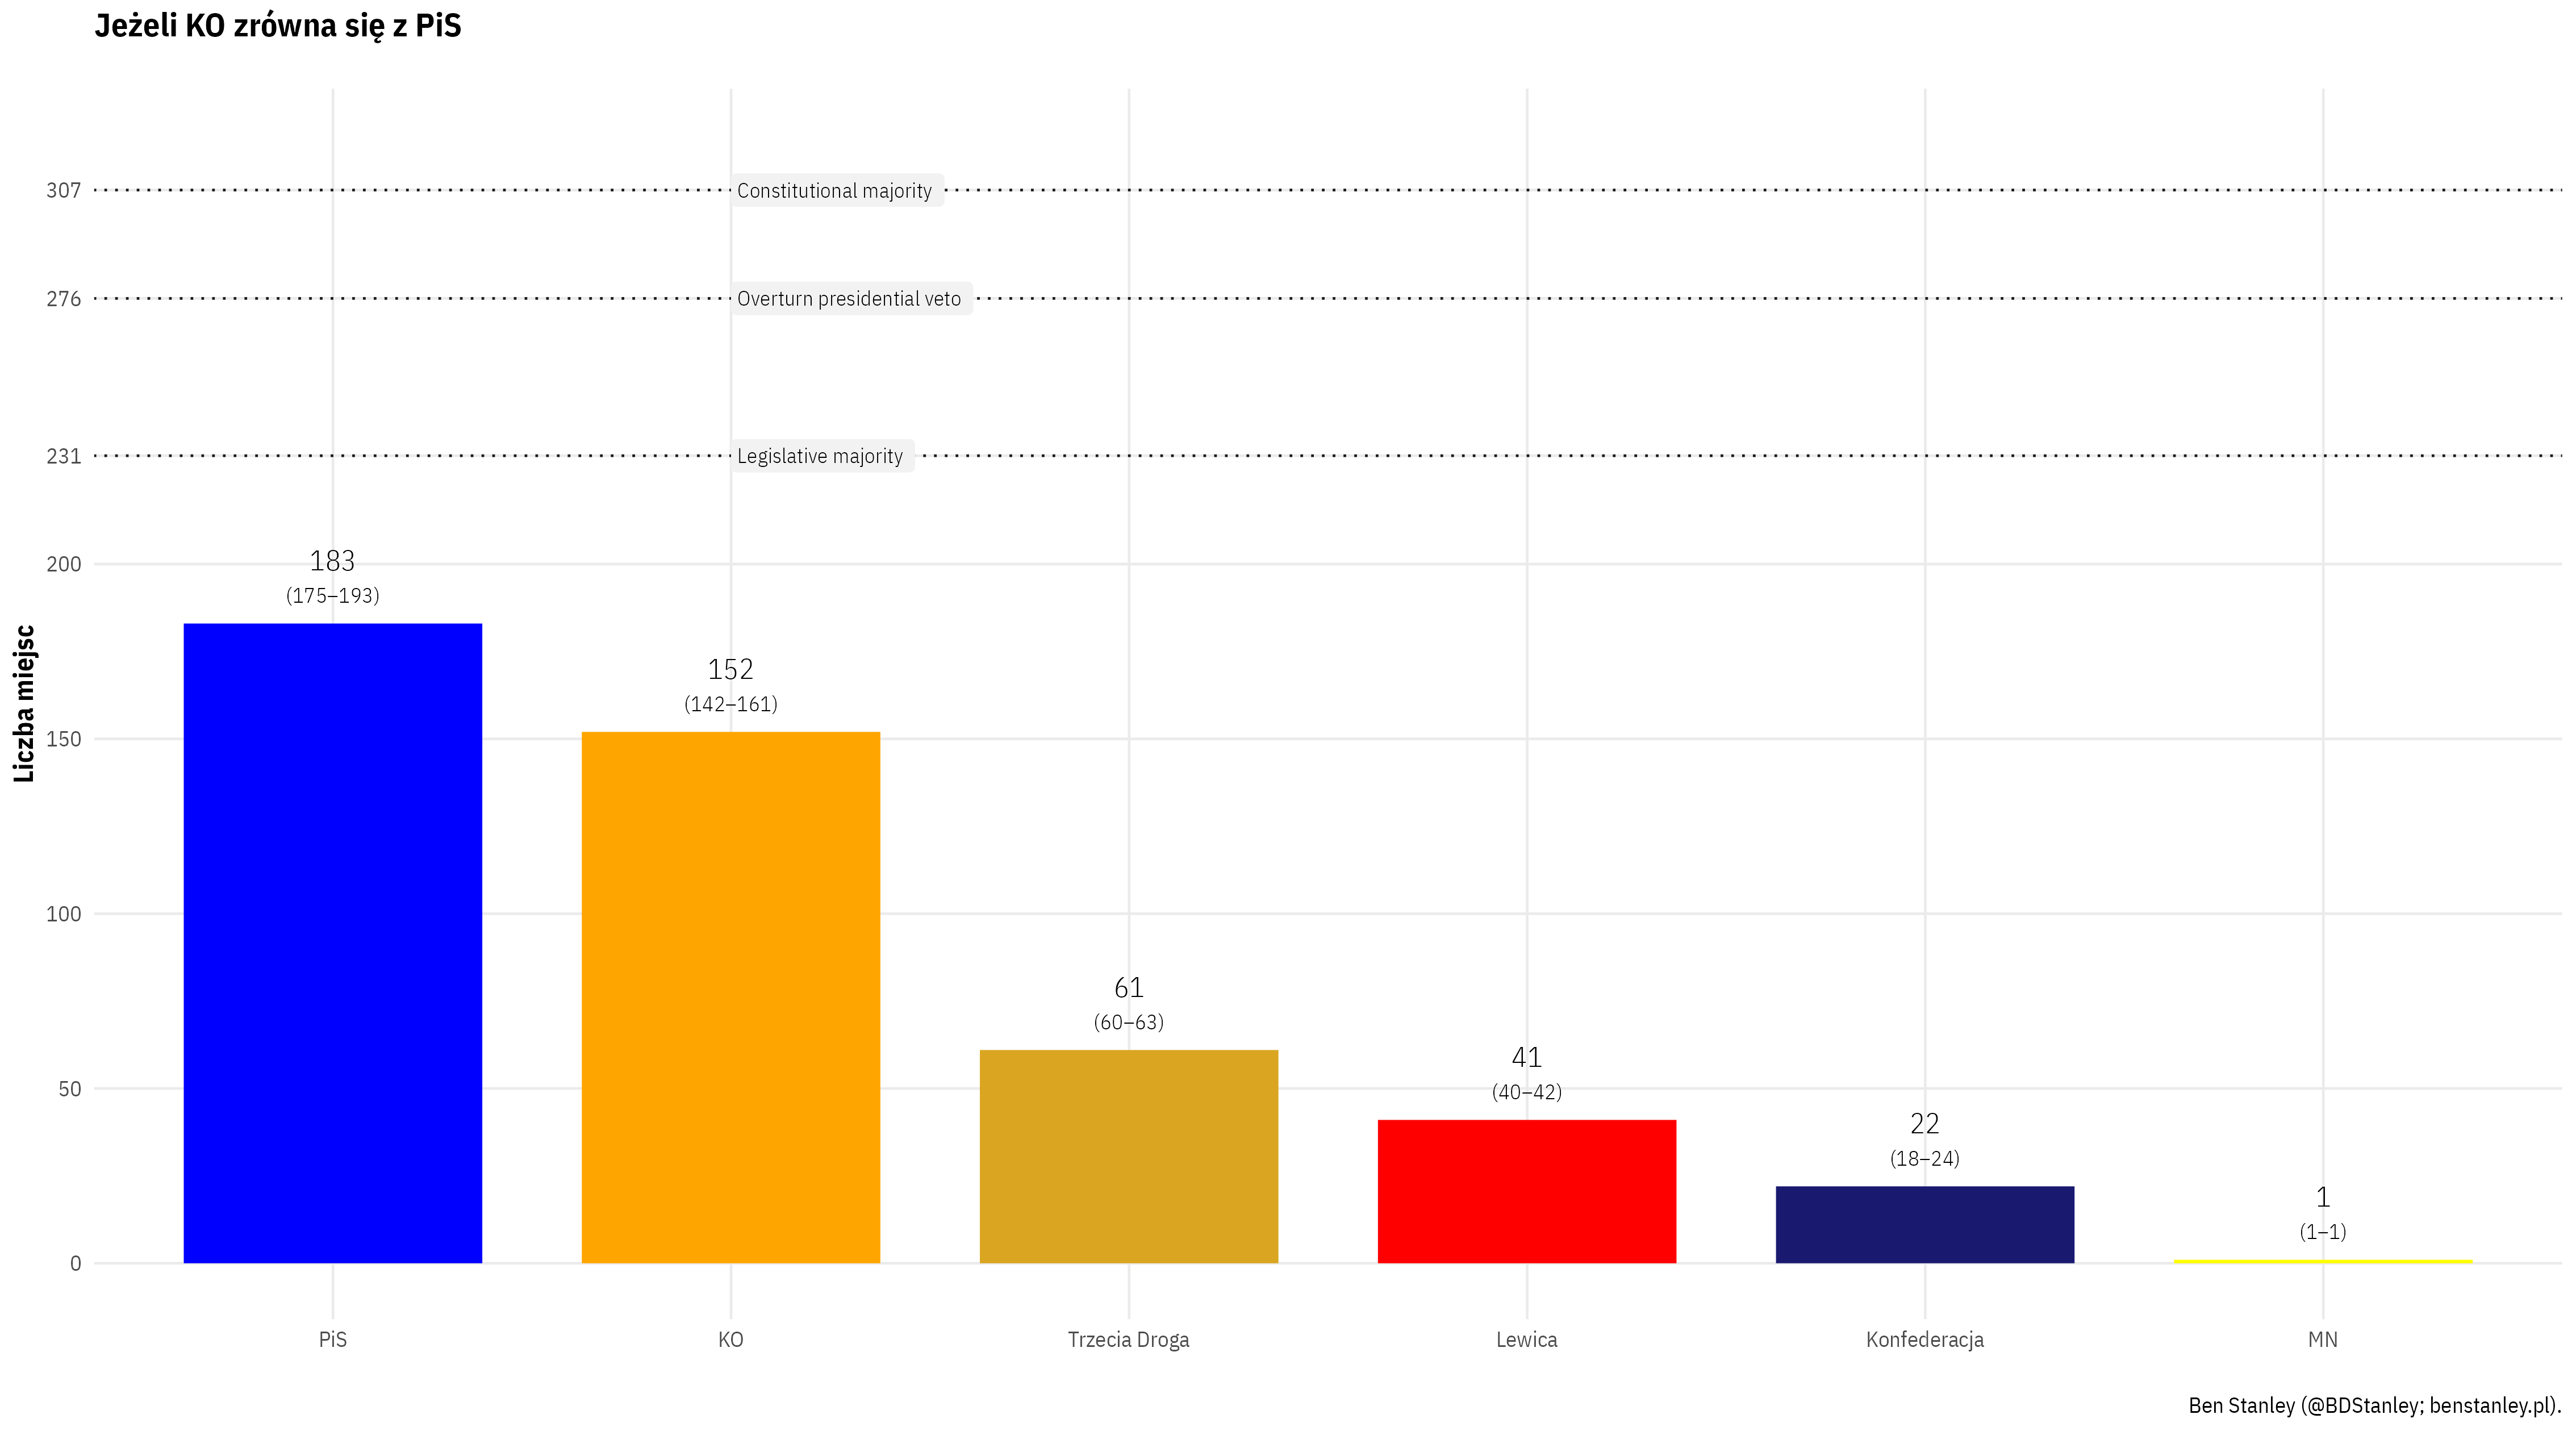 Jeżeli KO zrówna się z PiS
307
Constitutional majority
276
Overturn presidential veto
231
Legislative majority
200
183
(175–193)
152
(142–161)
150
Liczba miejsc
100
61
(60–63)
50
41
(40–42)
22
(18–24)
1
(1–1)
0
PiS
KO
Trzecia Droga
Lewica
Konfederacja
MN
Ben Stanley (@BDStanley; benstanley.pl).